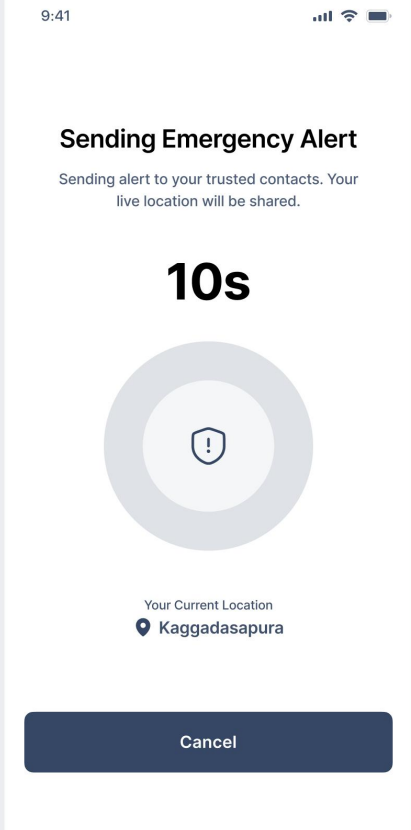 9:41
Sending Emergency Alert
Sending alert to your trusted contacts. Your
live location will be shared.
10s
Your Current Location
Kaggadasapura
Cancel